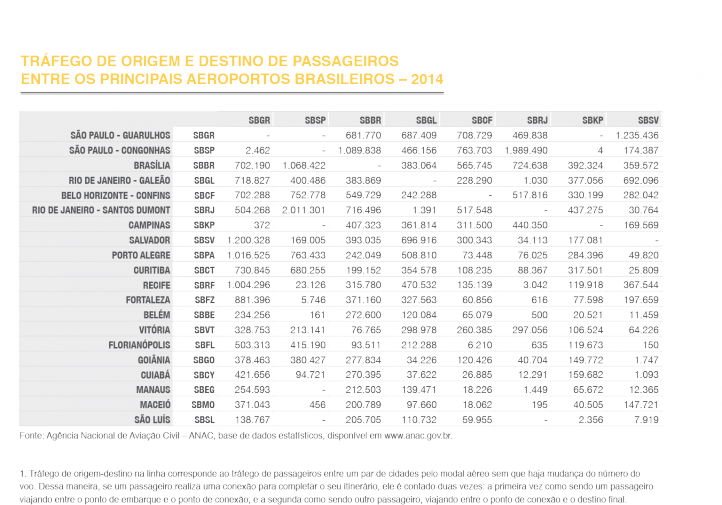 TRÁFEGO DE ORIGEM E DESTINO DE PASSAGEIROS
ENTRE OS PRINCIPAIS AEROPORTOS BRASILEIROS – 2014
SBGR SBSP SBBR SBGL SBCF SBRJ SBKP SBSV
SÃO PAULO - GUARULHOS SBGR - - 681.770 687.409 708.729 469.838 - 1.235.436
SÃO PAULO - CONGONHAS SBSP 2.462 - 1.089.838 466.156 763.703 1.989.490 4 174.387
BRASÍLIA SBBR 702.190 1.068.422 - 383.064 565.745 724.638 392.324 359.572
RIO DE JANEIRO - GALEÃO SBGL 718.827 400.486 383.869 - 228.290 1.030 377.056 692.096
BELO HORIZONTE - CONFINS SBCF 702.288 752.778 549.729 242.288 - 517.816 330.199 282.042
RIO DE JANEIRO - SANTOS DUMONT SBRJ 504.268 2.011.301 716.496 1.391 517.548 - 437.275 30.764
CAMPINAS SBKP 372 - 407.323 361.814 311.500 440.350 - 169.569
SALVADOR SBSV 1.200.328 169.005 393.035 696.916 300.343 34.113 177.081 -
PORTO ALEGRE SBPA 1.016.525 763.433 242.049 508.810 73.448 76.025 284.396 49.820
CURITIBA SBCT 730.845 680.255 199.152 354.578 108.235 88.367 317.501 25.809
RECIFE SBRF 1.004.296 23.126 315.780 470.532 135.139 3.042 119.918 367.544
FORTALEZA SBFZ 881.396 5.746 371.160 327.563 60.856 616 77.598 197.659
BELÉM SBBE 234.256 161 272.600 120.084 65.079 500 20.521 11.459
VITÓRIA SBVT 328.753 213.141 76.765 298.978 260.385 297.056 106.524 64.226
FLORIANÓPOLIS SBFL 503.313 415.190 93.511 212.288 6.210 635 119.673 150
GOIÂNIA SBGO 378.463 380.427 277.834 34.226 120.426 40.704 149.772 1.747
CUIABÁ SBCY 421.656 94.721 270.395 37.622 26.885 12.291 159.682 1.093
MANAUS SBEG 254.593 - 212.503 139.471 18.226 1.449 65.672 12.365
MACEIÓ SBMO 371.043 456 200.789 97.660 18.062 195 40.505 147.721
SÃO LUÍS SBSL 138.767 - 205.705 110.732 59.955 - 2.356 7.919
Fonte: Agência Nacional de Aviação Civil – ANAC, base de dados estatísticos, disponível em www.anac.gov.br.
1. Tráfego de origem-destino na linha corresponde ao tráfego de passageiros entre um par de cidades pelo modal aéreo sem que haja mudança do número do
voo. Dessa maneira, se um passageiro realiza uma conexão para completar o seu itinerário, ele é contado duas vezes: a primeira vez como sendo um passageiro
viajando entre o ponto de embarque e o ponto de conexão; e a segunda como sendo outro passageiro, viajando entre o ponto de conexão e o destino final.